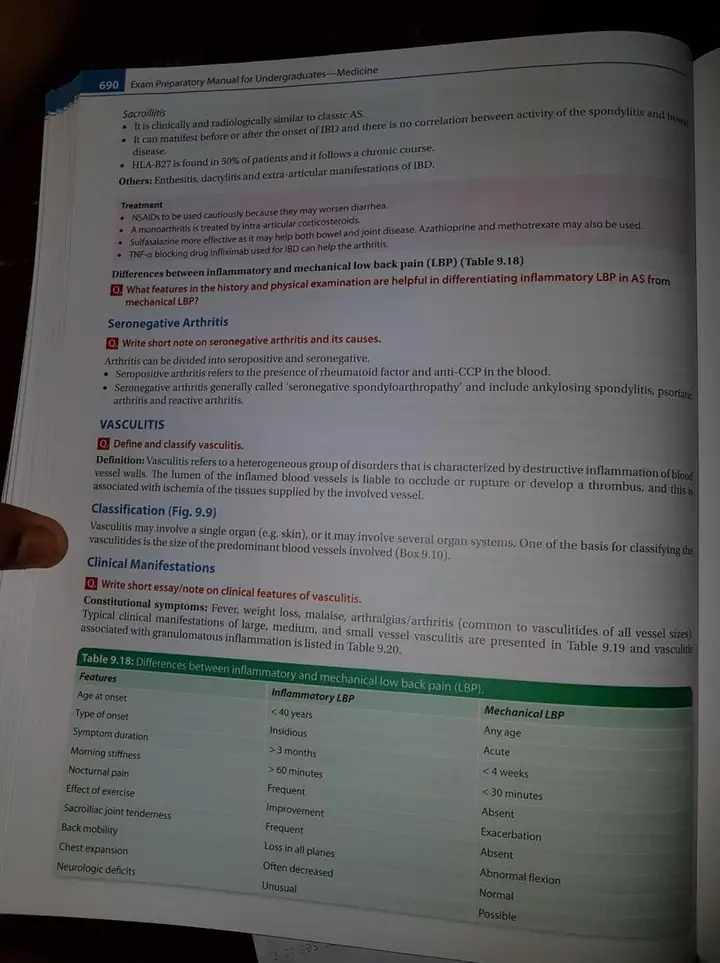 690 Exam Preparatory Manual for Undergraduates—Medicine
Sacroiliitis
• It is clinically and radiologically similar to classic AS.
• It can manifest before or after the onset of IBD and there is no correlation between activity of the spondylitis and bowel
disease.
• HLA-B27 is found in 50% of patients and it follows a chronic course.
Others: Enthesitis, dactylitis and extra-articular manifestations of IBD.
Treatment
• NSAIDs to be used cautiously because they may worsen diarrhea.
• A monoarthritis is treated by intra-articular corticosteroids.
• Sulfasalazine more effective as it may help both bowel and joint disease. Azathioprine and methotrexate may also be used.
• TNF-α blocking drug infliximab used for IBD can help the arthritis.
Differences between inflammatory and mechanical low back pain (LBP) (Table 9.18)
Q. What features in the history and physical examination are helpful in differentiating inflammatory LBP in AS from
mechanical LBP?
Seronegative Arthritis
Q. Write short note on seronegative arthritis and its causes.
Arthritis can be divided into seropositive and seronegative.
• Seropositive arthritis refers to the presence of rheumatoid factor and anti-CCP in the blood.
• Seronegative arthritis generally called 'seronegative spondyloarthropathy' and include ankylosing spondylitis, psoriatic
arthritis and reactive arthritis.
VASCULITIS
Q. Define and classify vasculitis.
Definition: Vasculitis refers to a heterogeneous group of disorders that is characterized by destructive inflammation of blood
vessel walls. The lumen of the inflamed blood vessels is liable to occlude or rupture or develop a thrombus, and this is
associated with ischemia of the tissues supplied by the involved vessel.
Classification (Fig. 9.9)
Vasculitis may involve a single organ (e.g. skin), or it may involve several organ systems. One of the basis for classifying the
vasculitides is the size of the predominant blood vessels involved (Box 9.10).
Clinical Manifestations
Q. Write short essay/note on clinical features of vasculitis.
Constitutional symptoms: Fever, weight loss, malaise, arthralgias/arthritis (common to vasculitides of all vessel sizes)
Typical clinical manifestations of large, medium, and small vessel vasculitis are presented in Table 9.19 and vasculitis
associated with granulomatous inflammation is listed in Table 9.20.
Table 9.18: Differences between inflammatory and mechanical low back pain (LBP).
Features Inflammatory LBP Mechanical LBP
Age at onset < 40 years Any age
Type of onset Insidious Acute
Symptom duration > 3 months < 4 weeks
Morning stiffness > 60 minutes < 30 minutes
Nocturnal pain Frequent Absent
Effect of exercise Improvement Exacerbation
Sacroiliac joint tenderness Frequent Absent
Back mobility Loss in all planes Abnormal flexion
Chest expansion Often decreased Normal
Neurologic deficits Unusual Possible